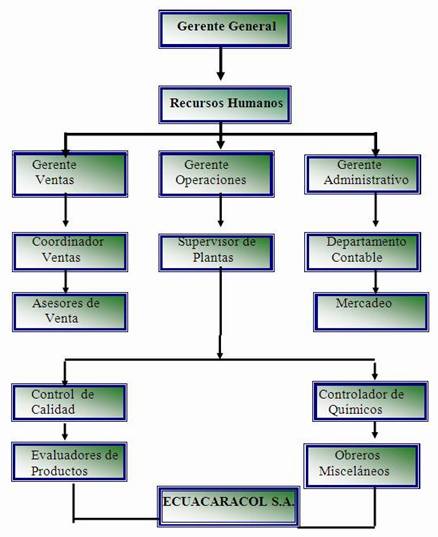 Gerente General
Recursos Humanos
Gerente
Ventas
Gerente
Operaciones
Gerente
Administrativo
Coordinador
Ventas
Supervisor de
Plantas
Departamento
Contable
Asesores de
Venta
Mercadeo
Control de
Calidad
Controlador de
Químicos
Evaluadores de
Productos
Obreros
Misceláneos
ECUACARACOL S.A.